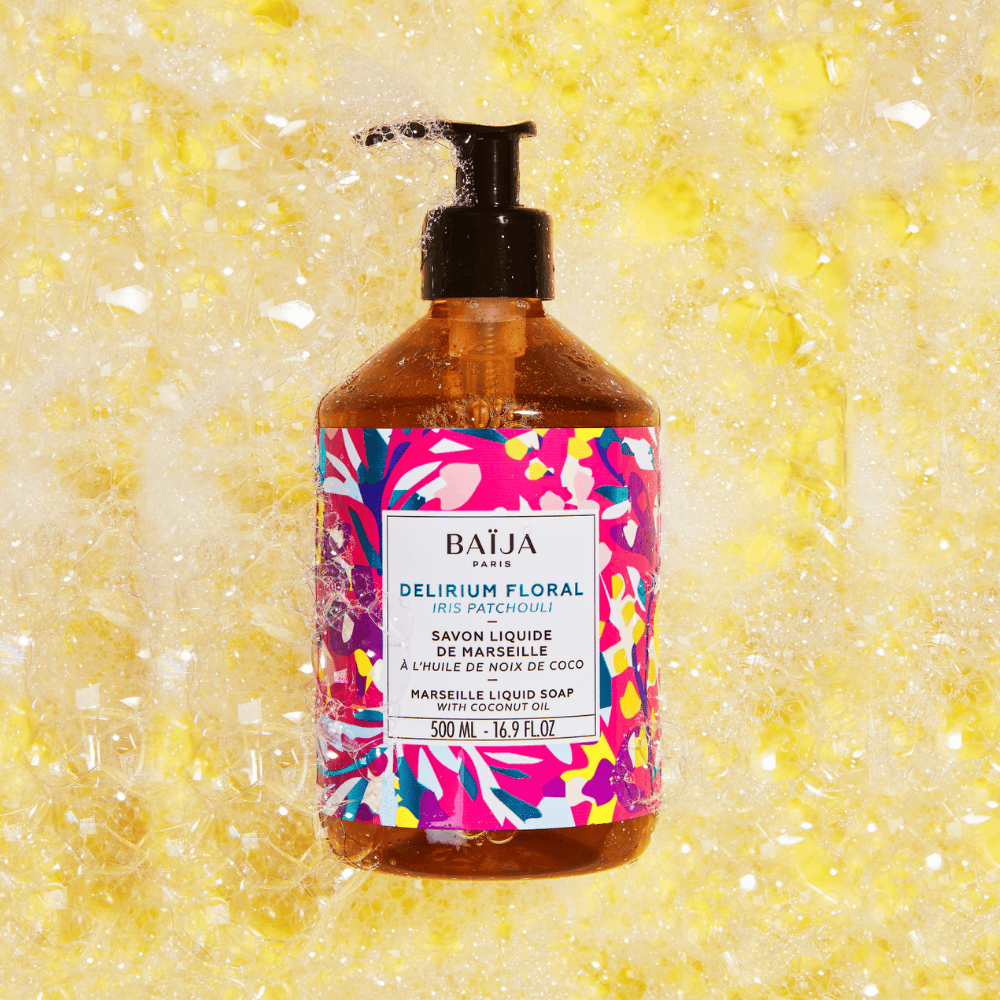 BAÏJA
PARIS
DELIRIUM FLORAL
IRIS PATCHOULI
SAVON LIQUIDE
DE MARSEILLE
À L'HUILE DE NOIX DE COCO
MARSEILLE LIQUID SOAP
WITH COCONUT OIL
500 ML - 16.9 FL.OZ